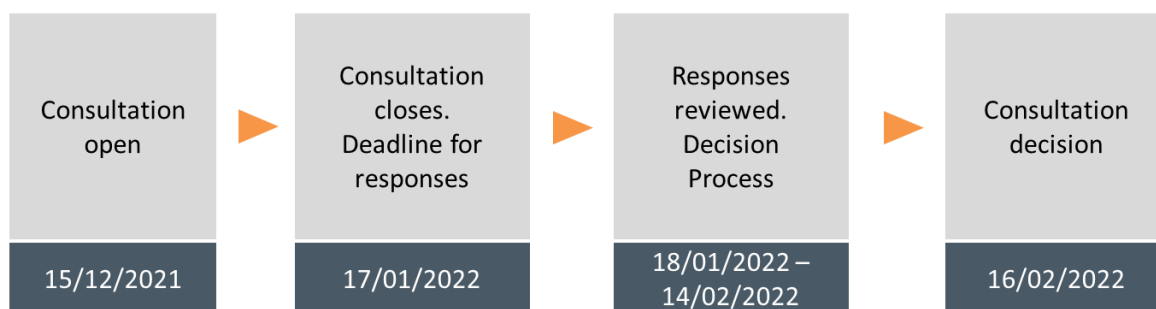 Consultation
open
15/12/2021
Consultation
closes.
Deadline for
responses
17/01/2022
Responses
reviewed.
Decision
Process
18/01/2022 –
14/02/2022
Consultation
decision
16/02/2022